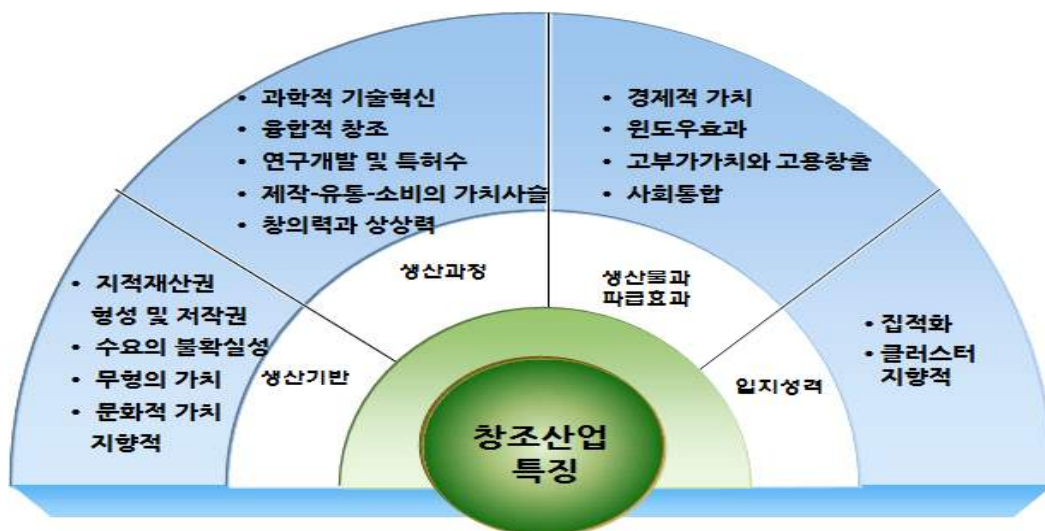 • 과학적 기술혁신
• 융합적 창조
• 연구개발 및 특허수
• 제작-유통-소비의 가치사슬
• 창의력과 상상력
• 경제적 가치
• 윈도우효과
• 고부가가치와 고용창출
• 사회통합
• 지적재산권
형성 및 저작권
• 수요의 불확실성
• 무형의 가치
• 문화적 가치
지향적
• 집적화
• 클러스터
지향적
생산기반
생산과정
생산물과
파급효과
입지성격
창조산업
특징